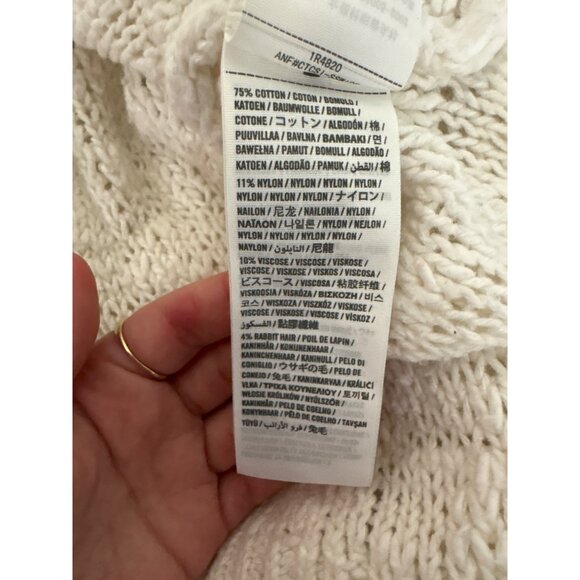 1R4820
75% COTTON / COTON / BOMULD /
KATOEN / BAUMWOLLE / BOMULL /
COTONE / コットン / ALGODÓN / 棉 /
PUUVILLAA / BAVLNA / BAMBAKI / 면 /
BAWEŁNA / PAMUT / BOMULL / ALGODÃO /
KATOEN / ALGODÃO / PAMUK / القطن / 棉
11% NYLON / NYLON / NYLON / NYLON /
NYLON / NYLON / NYLON / ナイロン /
NAILON / 尼龙 / NAILONIA / NYLON /
ΝΑΪΛΟΝ / 나일론 / NYLON / NEJLON /
NYLON / NYLON / NYLON / NYLON /
NAYLON / النايلون / 尼龍
10% VISCOSE / VISCOSE / VISKOSE /
VISCOSE / VISKOSE / VISKOS / VISCOSA /
ビスコース / VISCOSA / 粘胶纤维 /
VISKOOSIA / VISKÓZA / ΒΙΣΚΟΖΗ / 비스
코스 / WISKOZA / VISZKÓZ / VISKOSE /
VISCOSE / VISCOSE / VISCOSE / VİSKOZ /
الفسكوز / 黏膠纖維
4% RABBIT HAIR / POIL DE LAPIN /
KANINHÅR / KONIJNENHAAR /
KANINCHENHAAR / KANINULL / PELO DI
CONIGLIO / ウサギの毛 / PELO DE
CONEJO / 兔毛 / KANINKARVAA / KRÁLIČÍ
VLNA / ΤΡΙΧΑ ΚΟΥΝΕΛΙΟΥ / 토끼털 /
WŁOSIE KRÓLIKÓW / NYÚLSZŐR /
KANINHÅR / PELO DE COELHO /
KONYNHAAR / PÊLO DE COELHO / TAVŞAN
TÜYÜ / فرو الأرانب / 兔毛